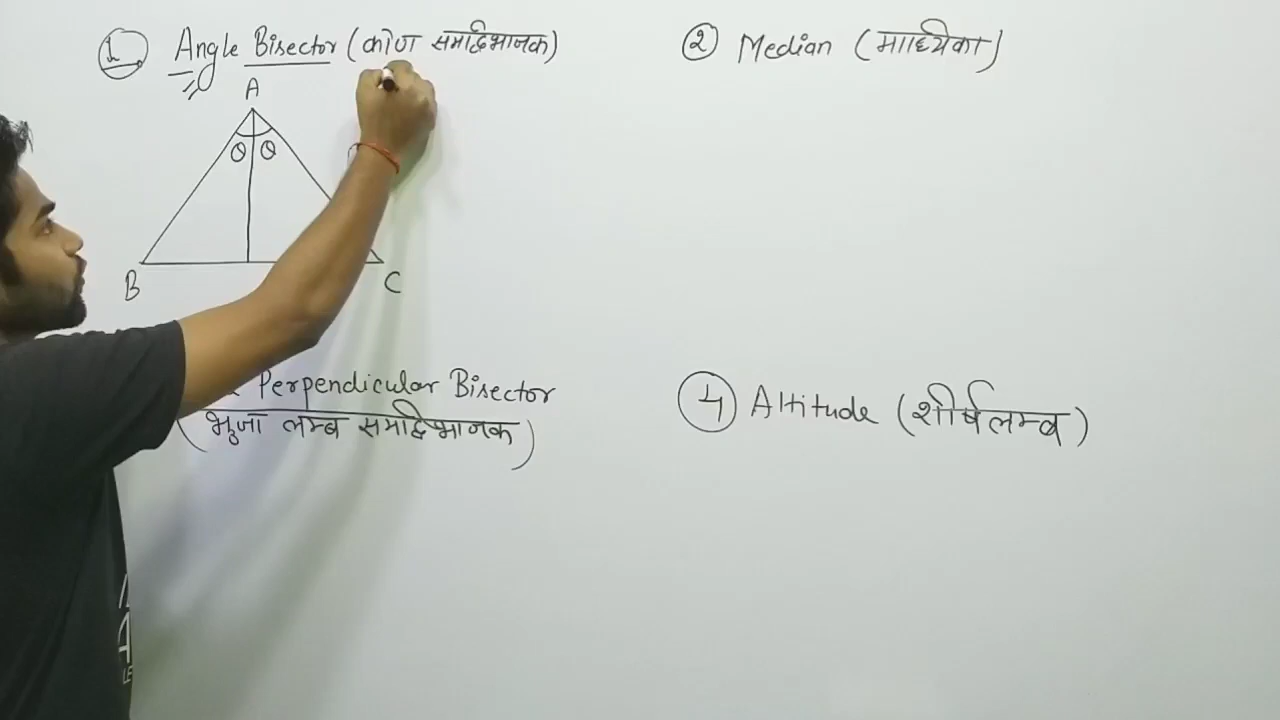 1. Angle Bisector (कोण समद्विभाजक)
A
θ θ
B
C
② Median (माध्यिका)
Perpendicular Bisector
(भुजा लम्ब समद्विभाजक)
④ Altitude (शीर्षलम्ब)